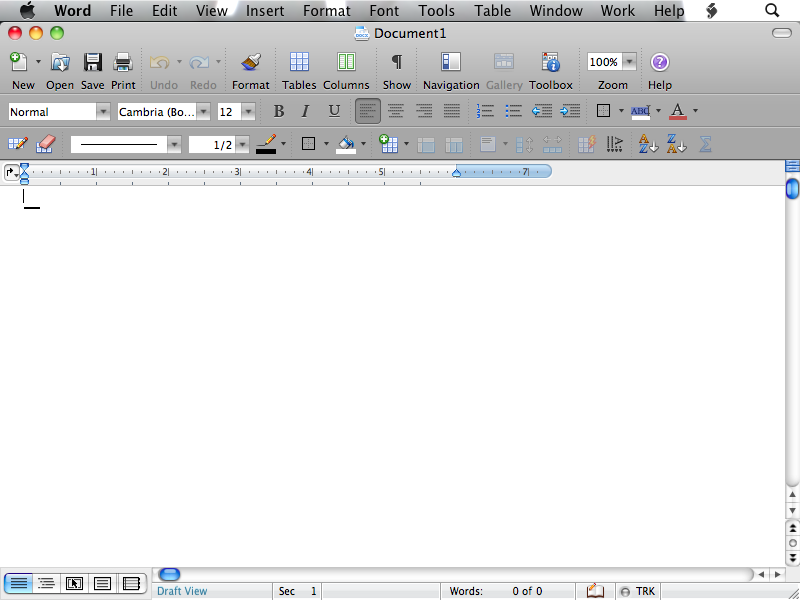 Word File Edit View Insert Format Font Tools Table Window Work Help
Document1
New Open Save Print Undo Redo Format Tables Columns Show Navigation Gallery Toolbox 100% Zoom Help
Normal Cambria (Bo... 12 B I U ABC A
1/2 A Z Z A
1 2 3 4 5 7
Draft View Sec 1 Words: 0 of 0 TRK